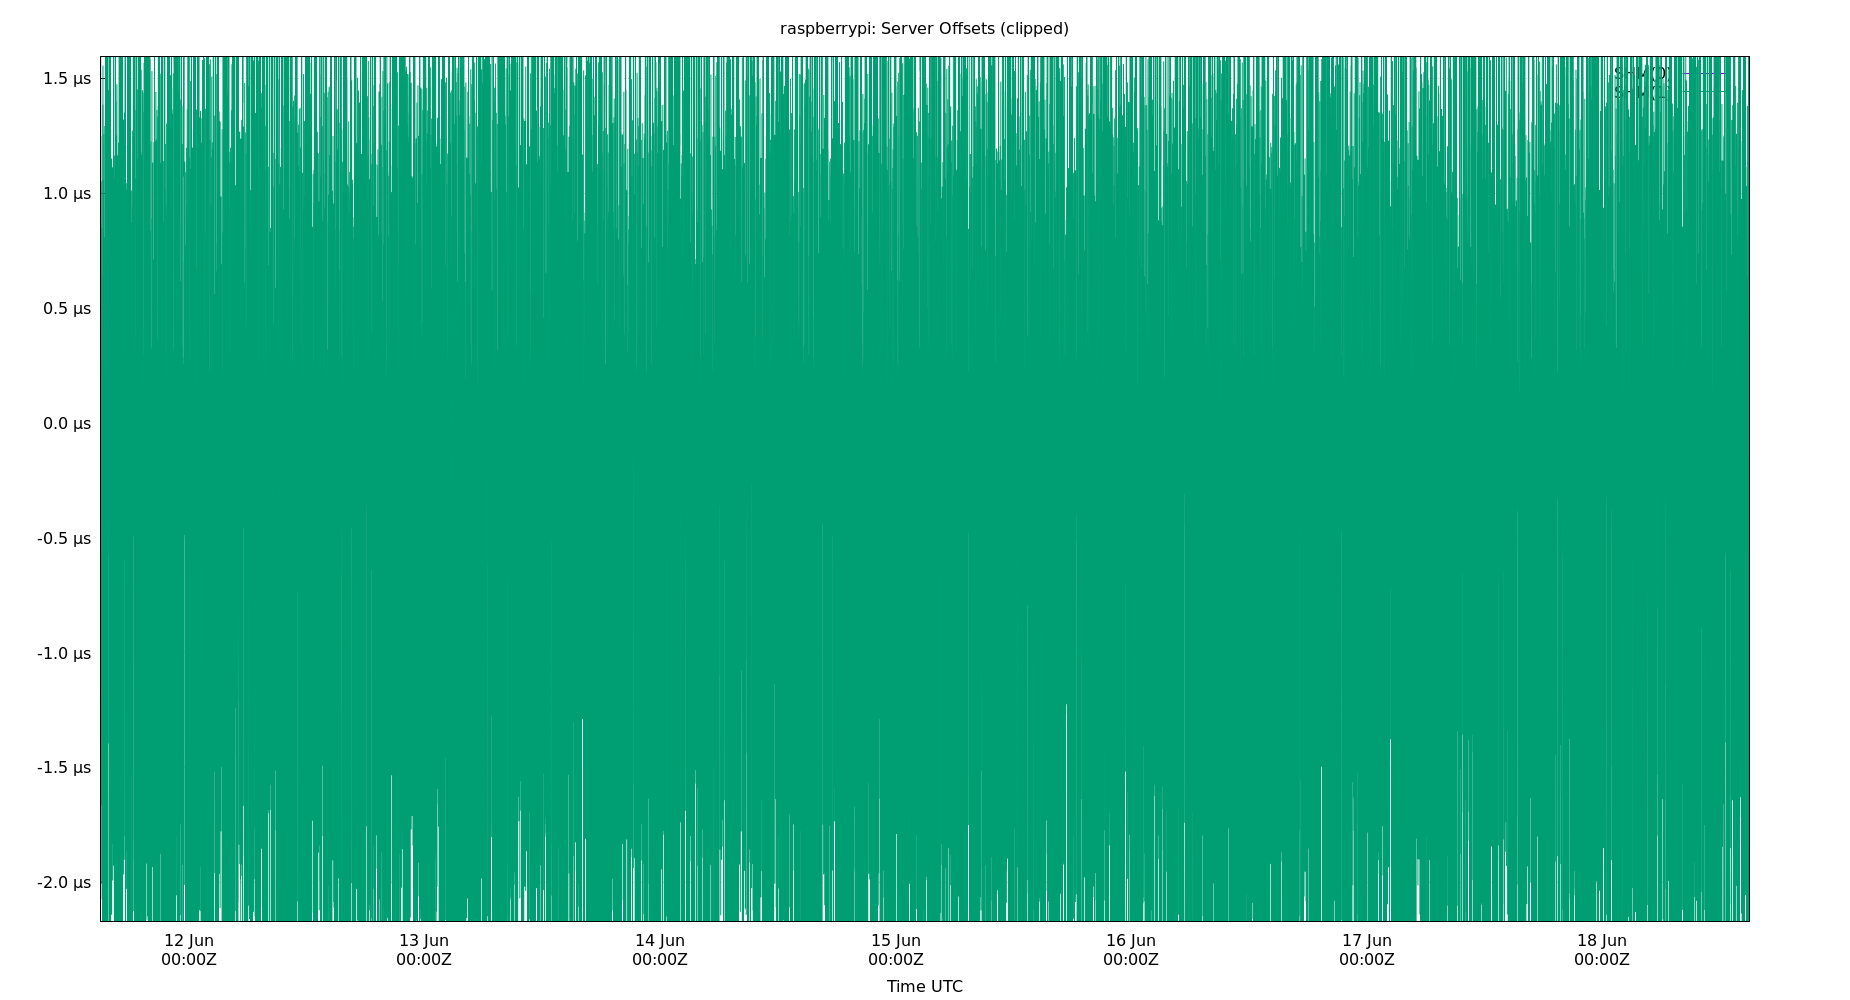 raspberrypi: Server Offsets (clipped)
1.5 µs
1.0 µs
0.5 µs
0.0 µs
-0.5 µs
-1.0 µs
-1.5 µs
-2.0 µs
12 Jun 13 Jun 14 Jun 15 Jun 16 Jun 17 Jun 18 Jun
00:00Z 00:00Z 00:00Z 00:00Z 00:00Z 00:00Z 00:00Z
Time UTC